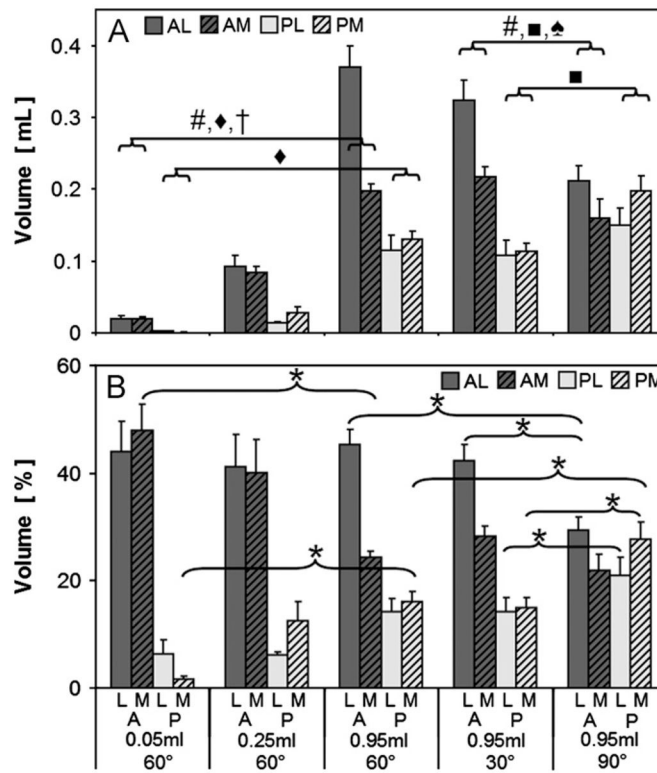 A
AL AM PL PM
0.4
#,■,♠
■
0.3
#,♦,†
♦
0.2
0.1
0
Volume [mL]
60
B
AL AM PL PM
*
*
*
*
40
*
*
*
20
0
Volume [%]
L M L M L M L M L M L M L M L M L M L M
A P A P A P A P A P
0.05ml 0.25ml 0.95ml 0.95ml 0.95ml
60° 60° 60° 30° 90°